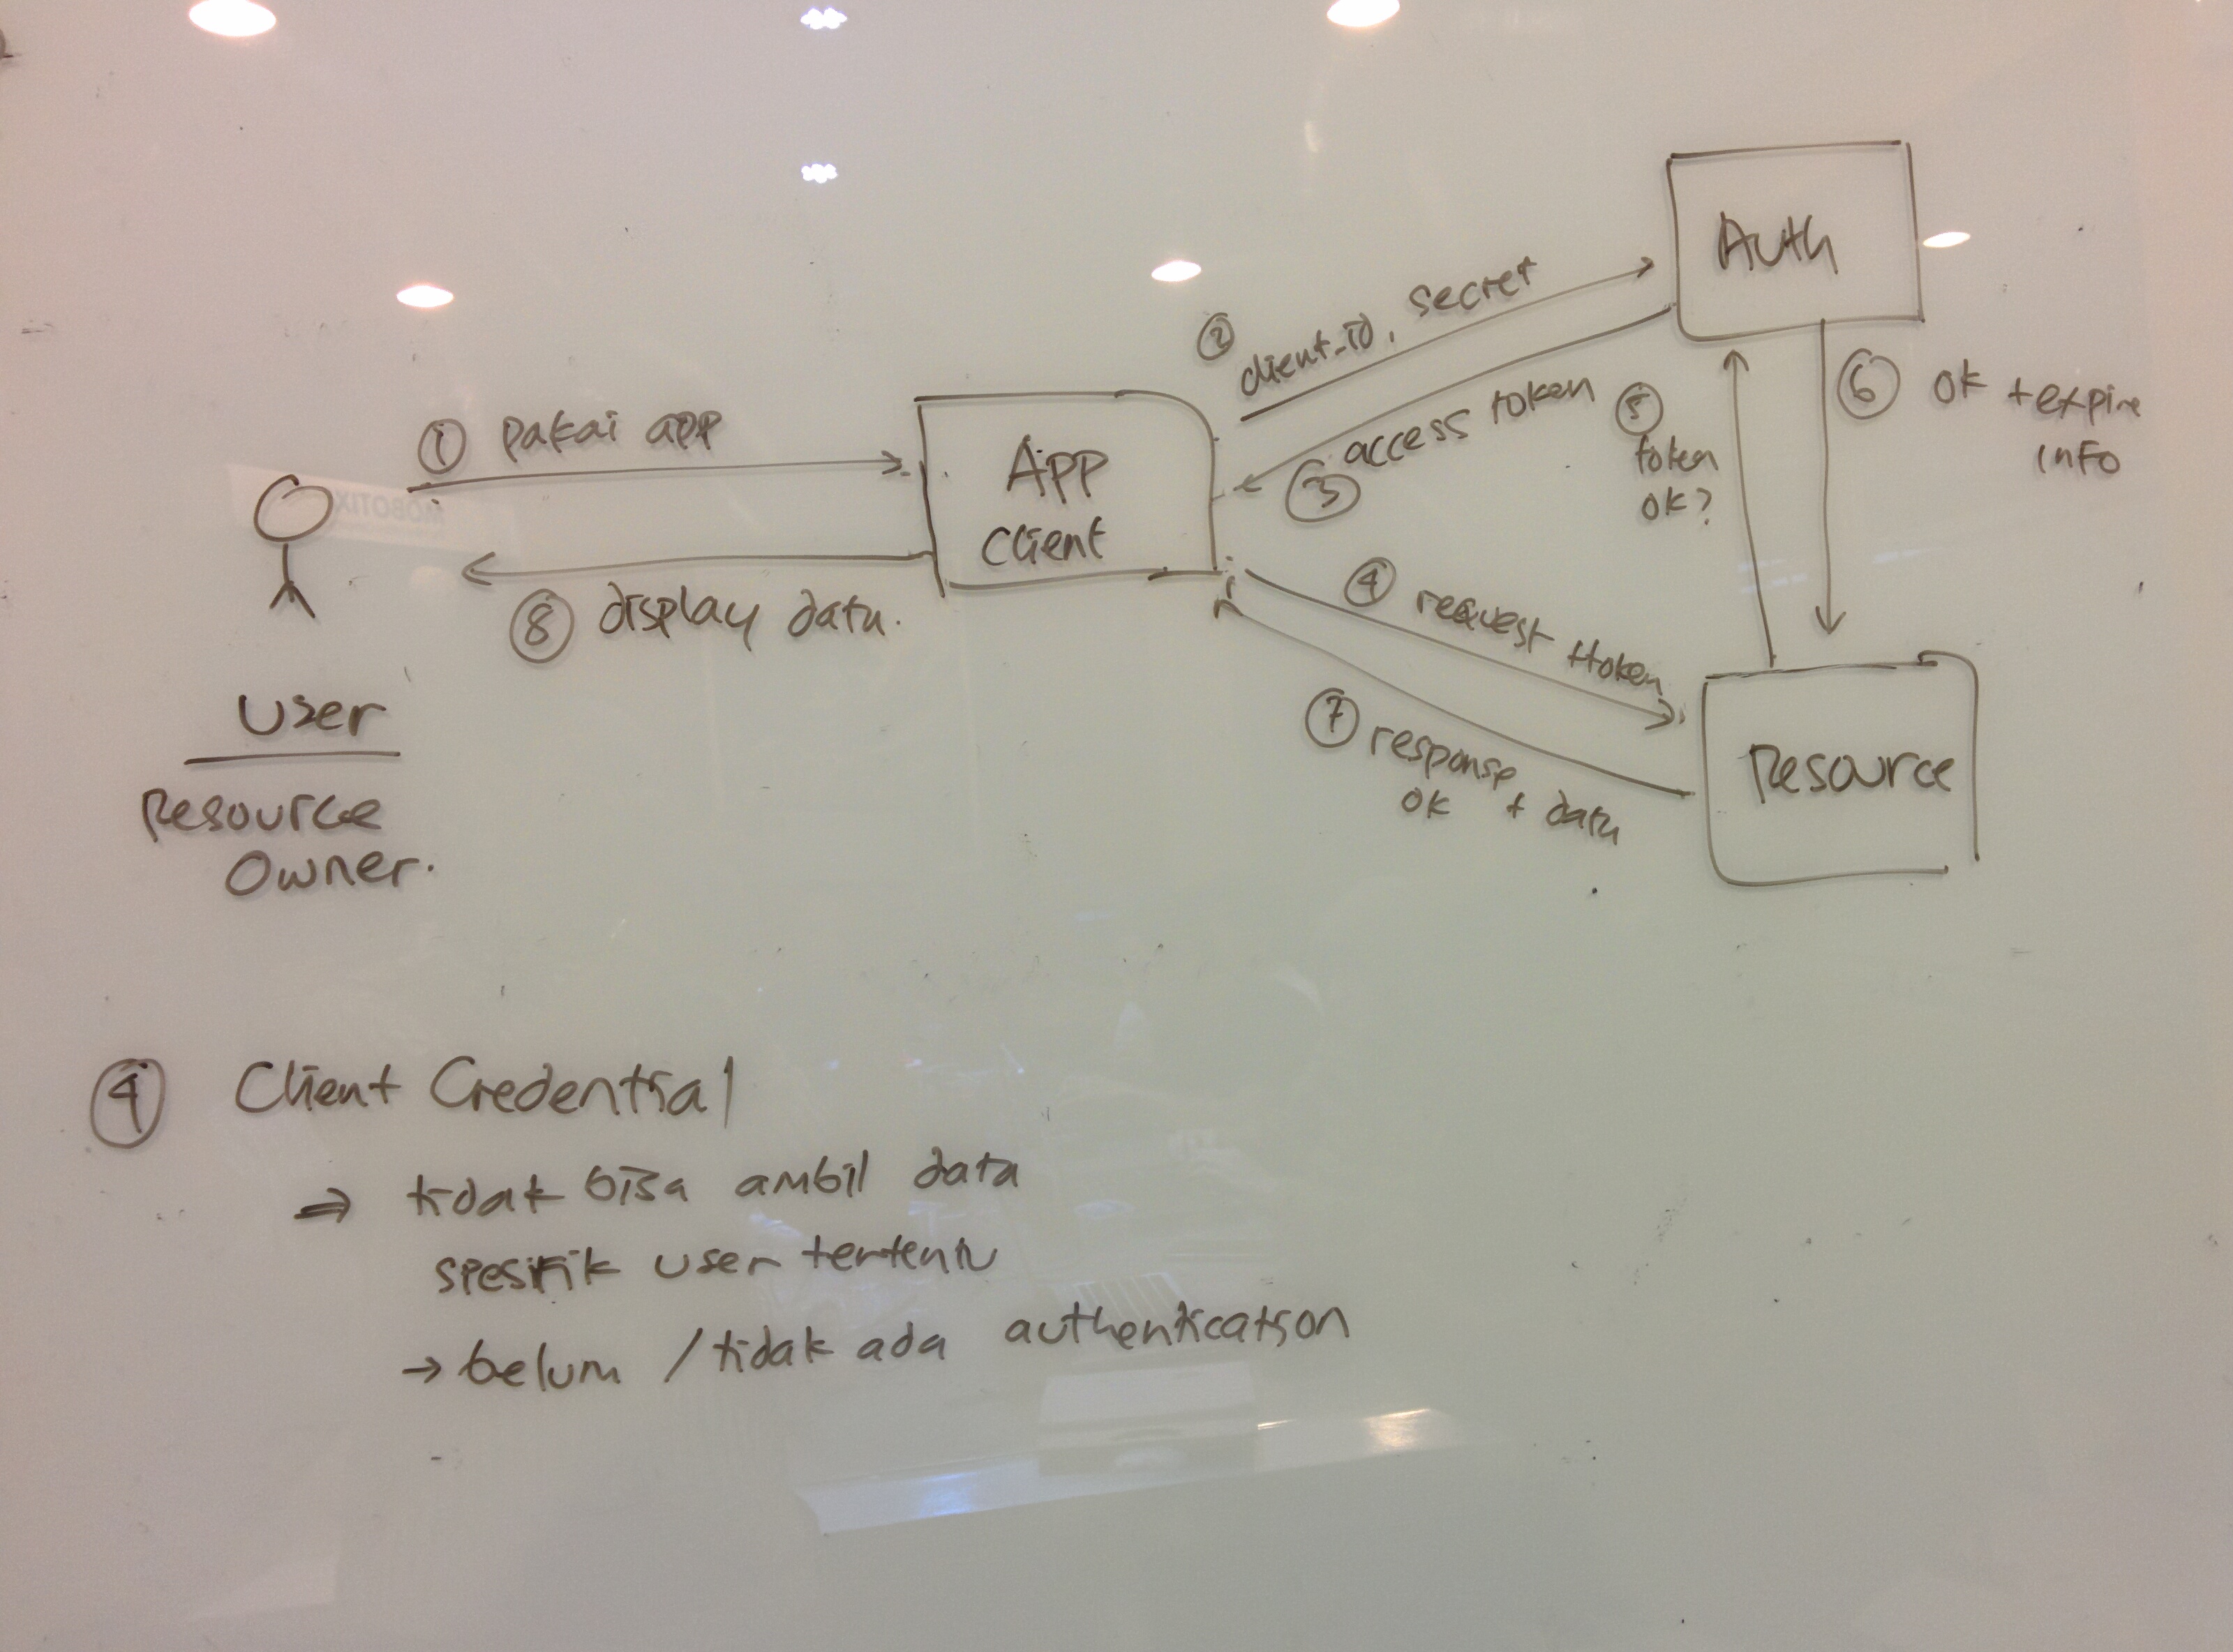 Auth
② client_id, secret
③ access token
⑤ token
ok?
⑥ ok + expire
info
① pakai app
App
client
⑧ display data.
④ request + token
⑦ response
ok + data
Resource
User
Resource
Owner.
④ Client Credential
⇒ tidak bisa ambil data
spesifik user tertentu
→ belum / tidak ada authentication
MOBOTIX